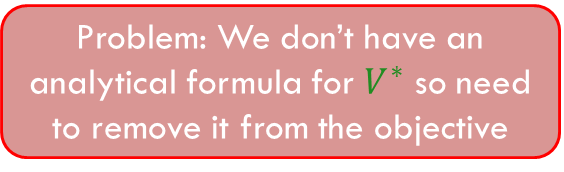 Problem: We don't have an
analytical formula for V* so need
to remove it from the objective